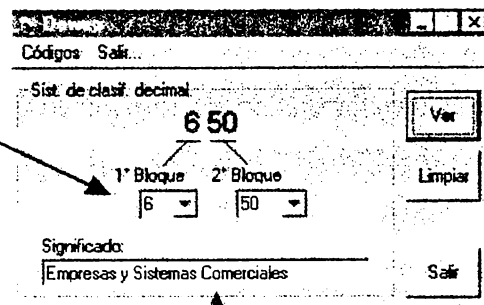 Códigos Salir...
Sist. de clasif. decimal
6 50
1° Bloque 2° Bloque
6 50
Significado:
Empresas y Sistemas Comerciales
Ver
Limpiar
Salir